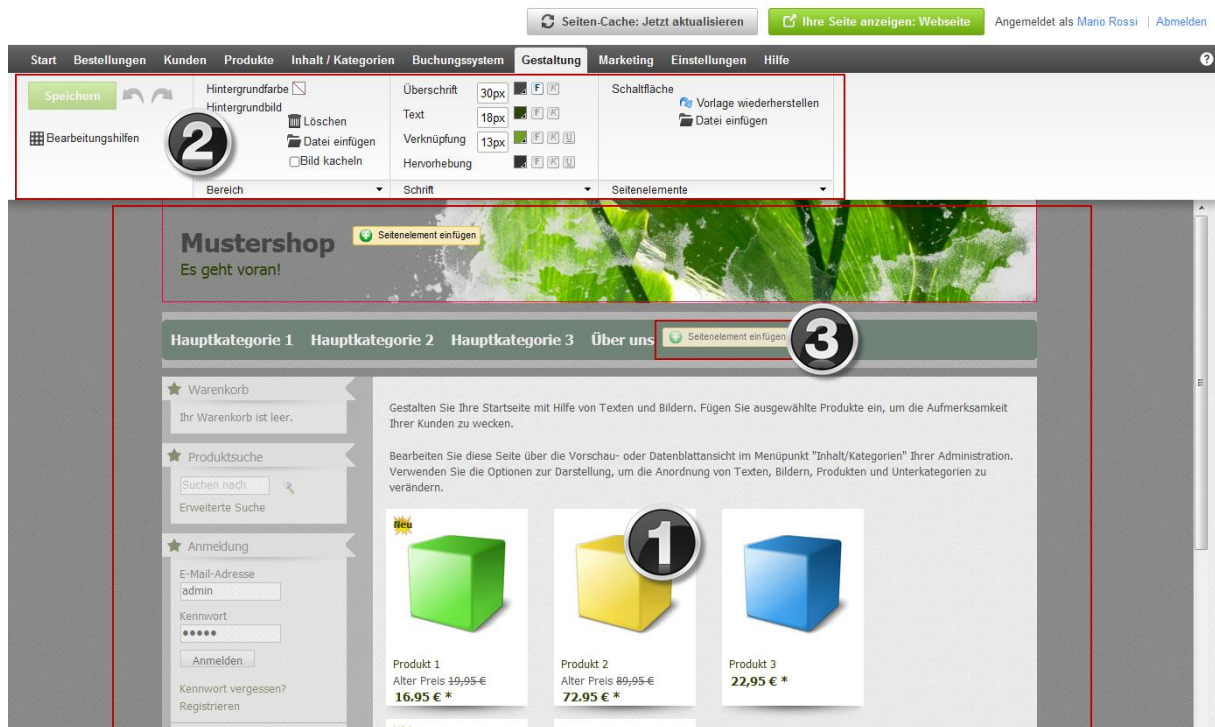 Seiten-Cache: Jetzt aktualisieren
Ihre Seite anzeigen: Webseite
Angemeldet als Mario Rossi | Abmelden
Start Bestellungen Kunden Produkte Inhalt / Kategorien Buchungssystem Gestaltung Marketing Einstellungen Hilfe ?
Speichern
Bearbeitungshilfen
2
Hintergrundfarbe
Hintergrundbild
Löschen
Datei einfügen
Bild kacheln
Bereich
Überschrift 30px F K
Text 18px F K
Verknüpfung 13px F K U
Hervorhebung F K U
Schrift
Schaltfläche
Vorlage wiederherstellen
Datei einfügen
Seitenelemente
Mustershop
Seitenelement einfügen
Es geht voran!
Hauptkategorie 1 Hauptkategorie 2 Hauptkategorie 3 Über uns
Seitenelement einfügen
3
Warenkorb
Ihr Warenkorb ist leer.
Produktsuche
Suchen nach
Erweiterte Suche
Anmeldung
E-Mail-Adresse
admin
Kennwort
•••••
Anmelden
Kennwort vergessen?
Registrieren
Gestalten Sie Ihre Startseite mit Hilfe von Texten und Bildern. Fügen Sie ausgewählte Produkte ein, um die Aufmerksamkeit
Ihrer Kunden zu wecken.
Bearbeiten Sie diese Seite über die Vorschau- oder Datenblattansicht im Menüpunkt "Inhalt/Kategorien" Ihrer Administration.
Verwenden Sie die Optionen zur Darstellung, um die Anordnung von Texten, Bildern, Produkten und Unterkategorien zu
verändern.
Neu
1
Produkt 1
Alter Preis 19,95 €
16,95 € *
Produkt 2
Alter Preis 89,95 €
72,95 € *
Produkt 3
22,95 € *